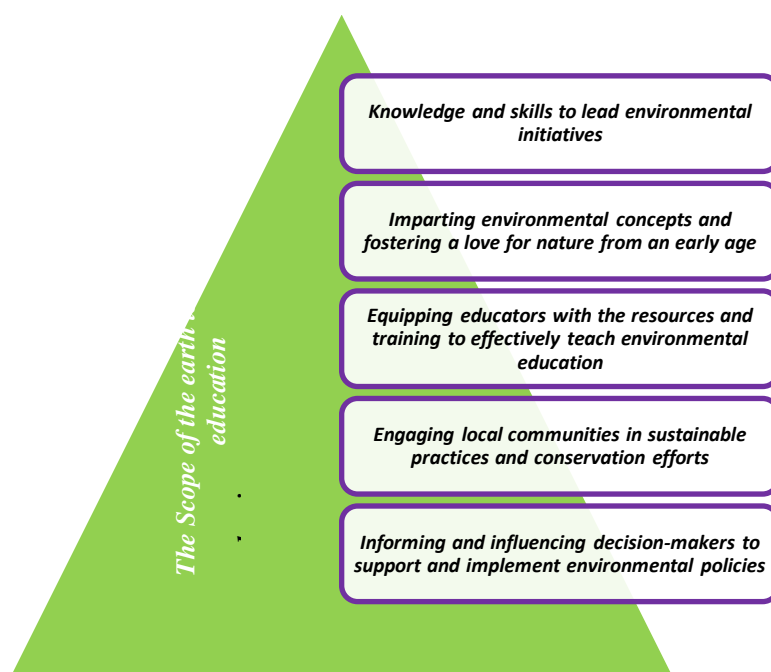 Knowledge and skills to lead environmental
initiatives
Imparting environmental concepts and
fostering a love for nature from an early age
Equipping educators with the resources and
training to effectively teach environmental
education
Engaging local communities in sustainable
practices and conservation efforts
Informing and influencing decision-makers to
support and implement environmental policies
The Scope of the earth
education